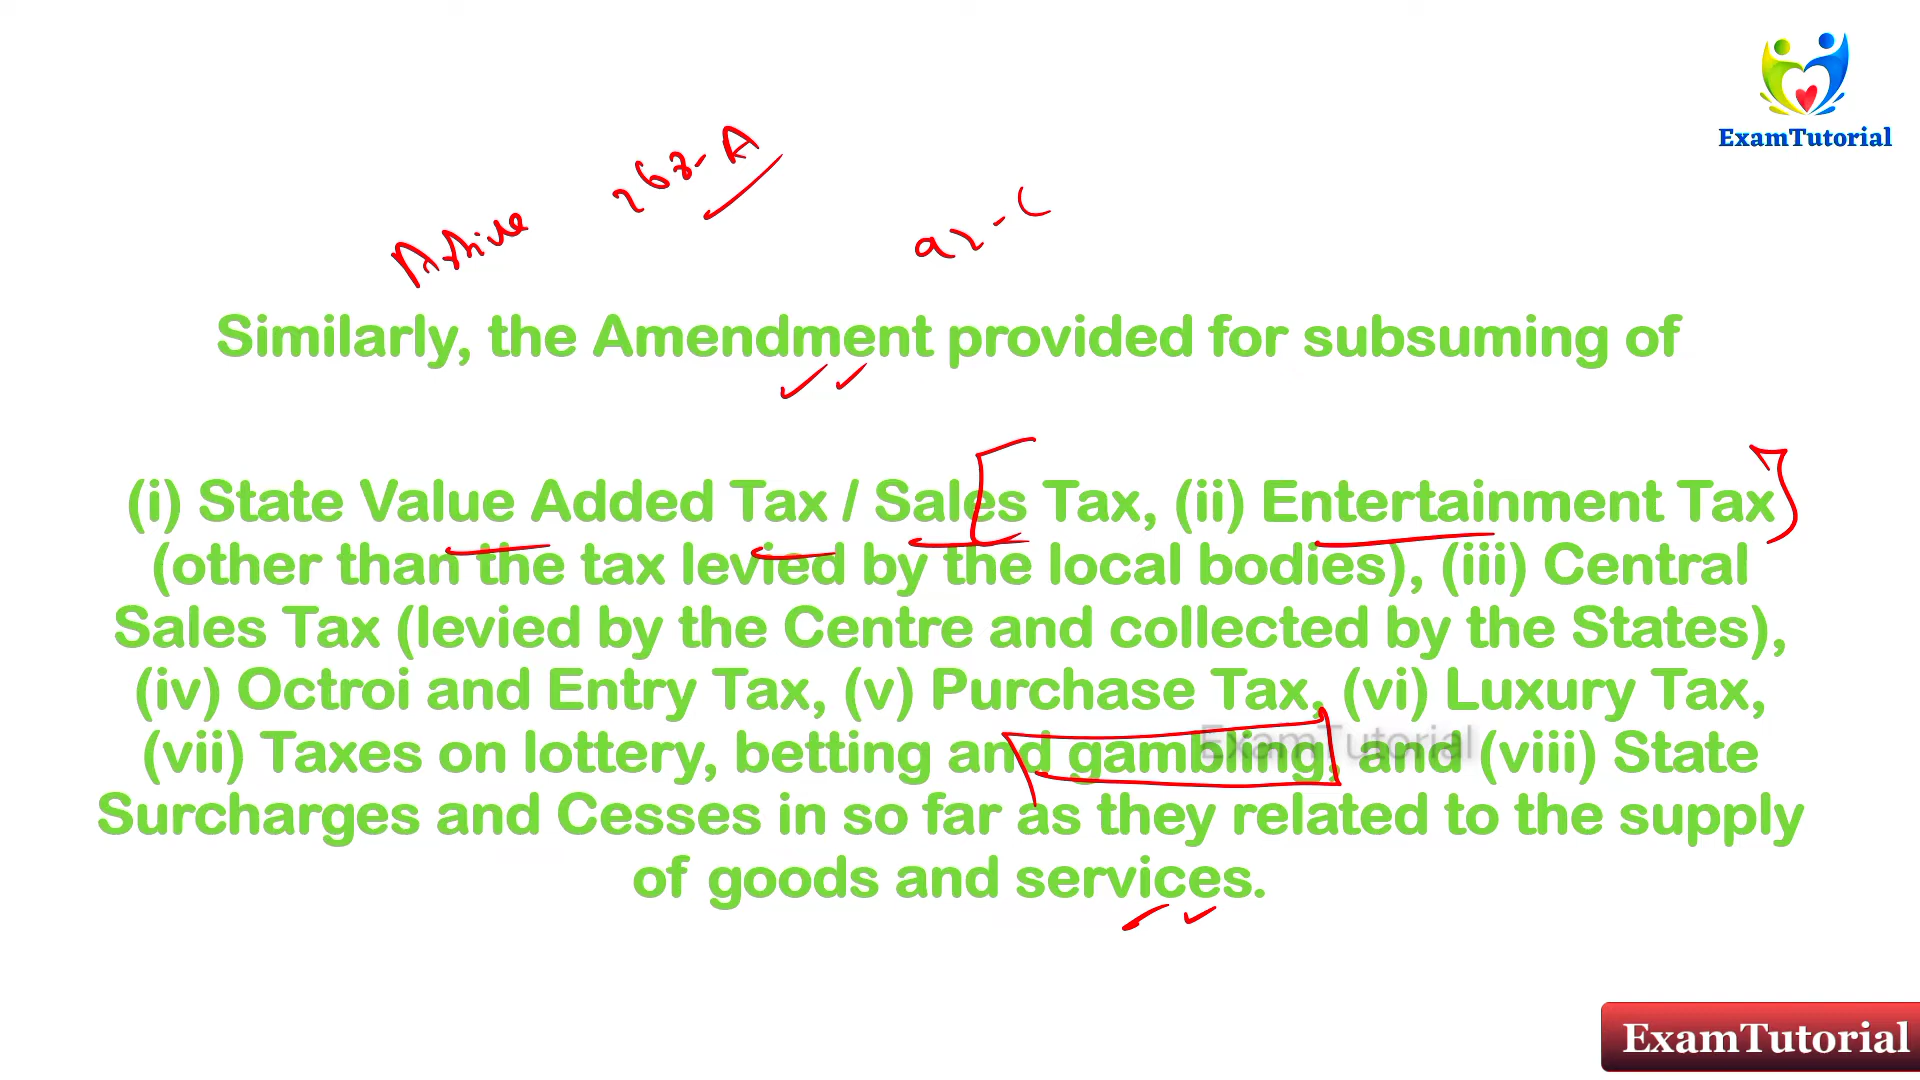 ExamTutorial
268-A
92-C
Similarly, the Amendment provided for subsuming of
(i) State Value Added Tax / Sales Tax, (ii) Entertainment Tax
(other than the tax levied by the local bodies), (iii) Central
Sales Tax (levied by the Centre and collected by the States),
(iv) Octroi and Entry Tax, (v) Purchase Tax, (vi) Luxury Tax,
(vii) Taxes on lottery, betting and gambling, and (viii) State
ExamTutorial
Surcharges and Cesses in so far as they related to the supply
of goods and services.
ExamTutorial